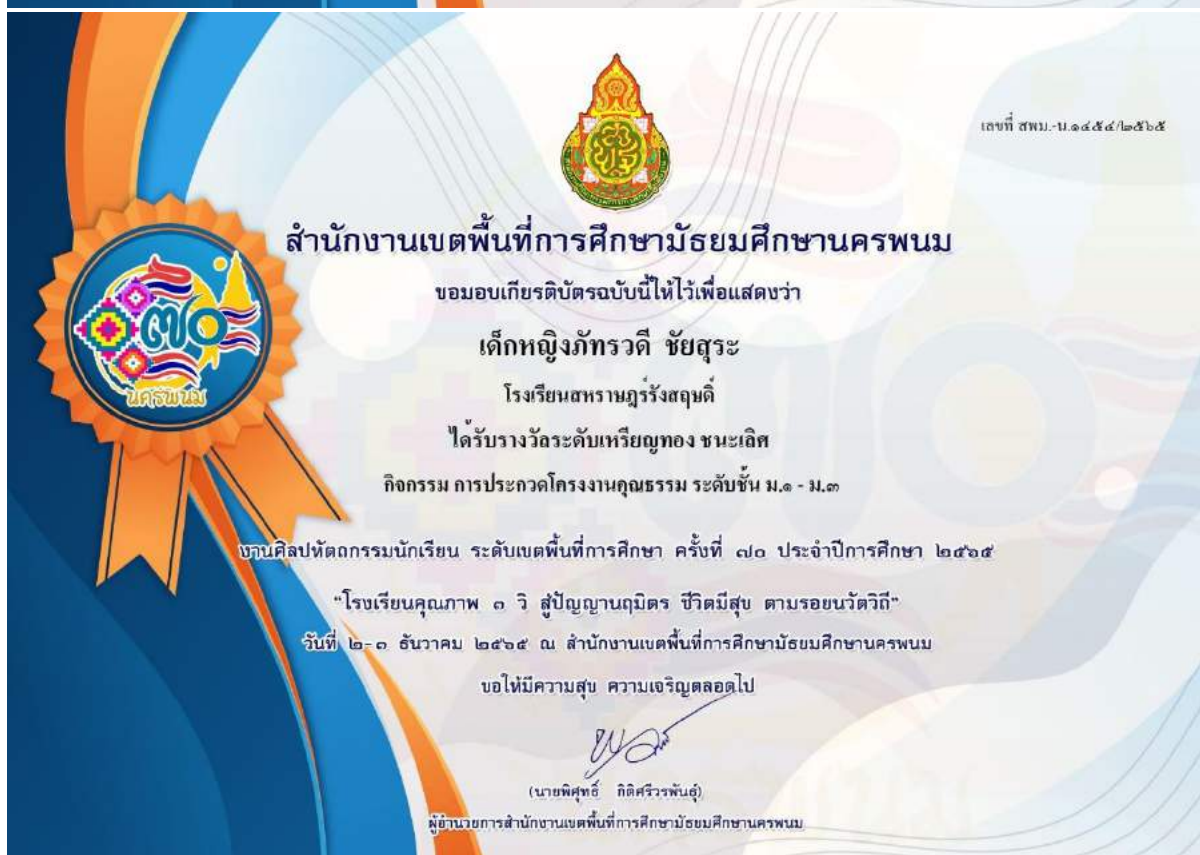 เลขที่ สพม.-น.๑๔๕๔/๒๕๖๕
สำนักงานเขตพื้นที่การศึกษามัธยมศึกษานครพนม
ขอมอบเกียรติบัตรฉบับนี้ให้ไว้เพื่อแสดงว่า
เด็กหญิงภัทรวดี ชัยสุระ
โรงเรียนสหราษฎร์รังสฤษดิ์
ได้รับรางวัลระดับเหรียญทอง ชนะเลิศ
กิจกรรม การประกวดโครงงานคุณธรรม ระดับชั้น ม.๑ - ม.๓
๗๐
นครพนม
งานศิลปหัตถกรรมนักเรียน ระดับเขตพื้นที่การศึกษา ครั้งที่ ๗๐ ประจำปีการศึกษา ๒๕๖๕
"โรงเรียนคุณภาพ ๓ วิ สู่ปัญญานฤมิตร ชีวิตมีสุข ตามรอยนวัตวิถี"
วันที่ ๒-๓ ธันวาคม ๒๕๖๕ ณ สำนักงานเขตพื้นที่การศึกษามัธยมศึกษานครพนม
ขอให้มีความสุข ความเจริญตลอดไป
(นายพิศุทธิ์ กิติศรีวรพันธุ์)
ผู้อำนวยการสำนักงานเขตพื้นที่การศึกษามัธยมศึกษานครพนม